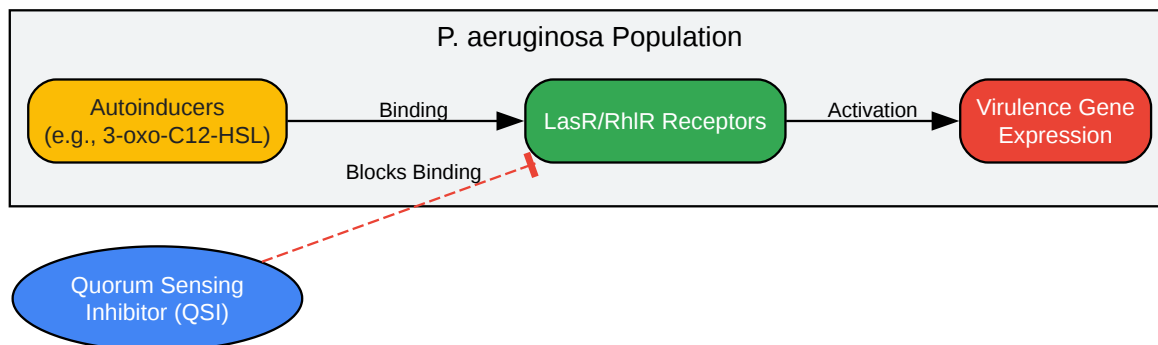 P. aeruginosa Population
Autoinducers
(e.g., 3-oxo-C12-HSL)
Binding
LasR/RhlR Receptors
Activation
Virulence Gene
Expression
Blocks Binding
Quorum Sensing
Inhibitor (QSI)